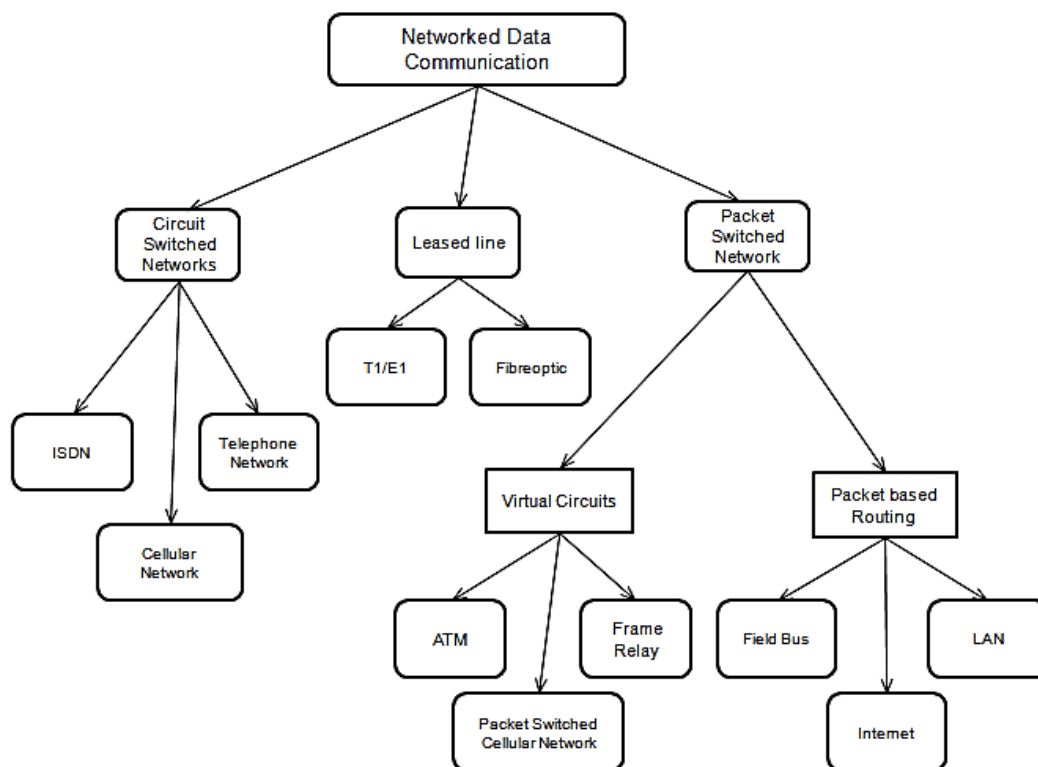 Networked Data
Communication
Circuit
Switched
Networks
Leased line
Packet
Switched
Network
T1/E1
Fibreoptic
ISDN
Telephone
Network
Cellular
Network
Virtual Circuits
Packet based
Routing
ATM
Frame
Relay
Packet Switched
Cellular Network
Field Bus
LAN
Internet